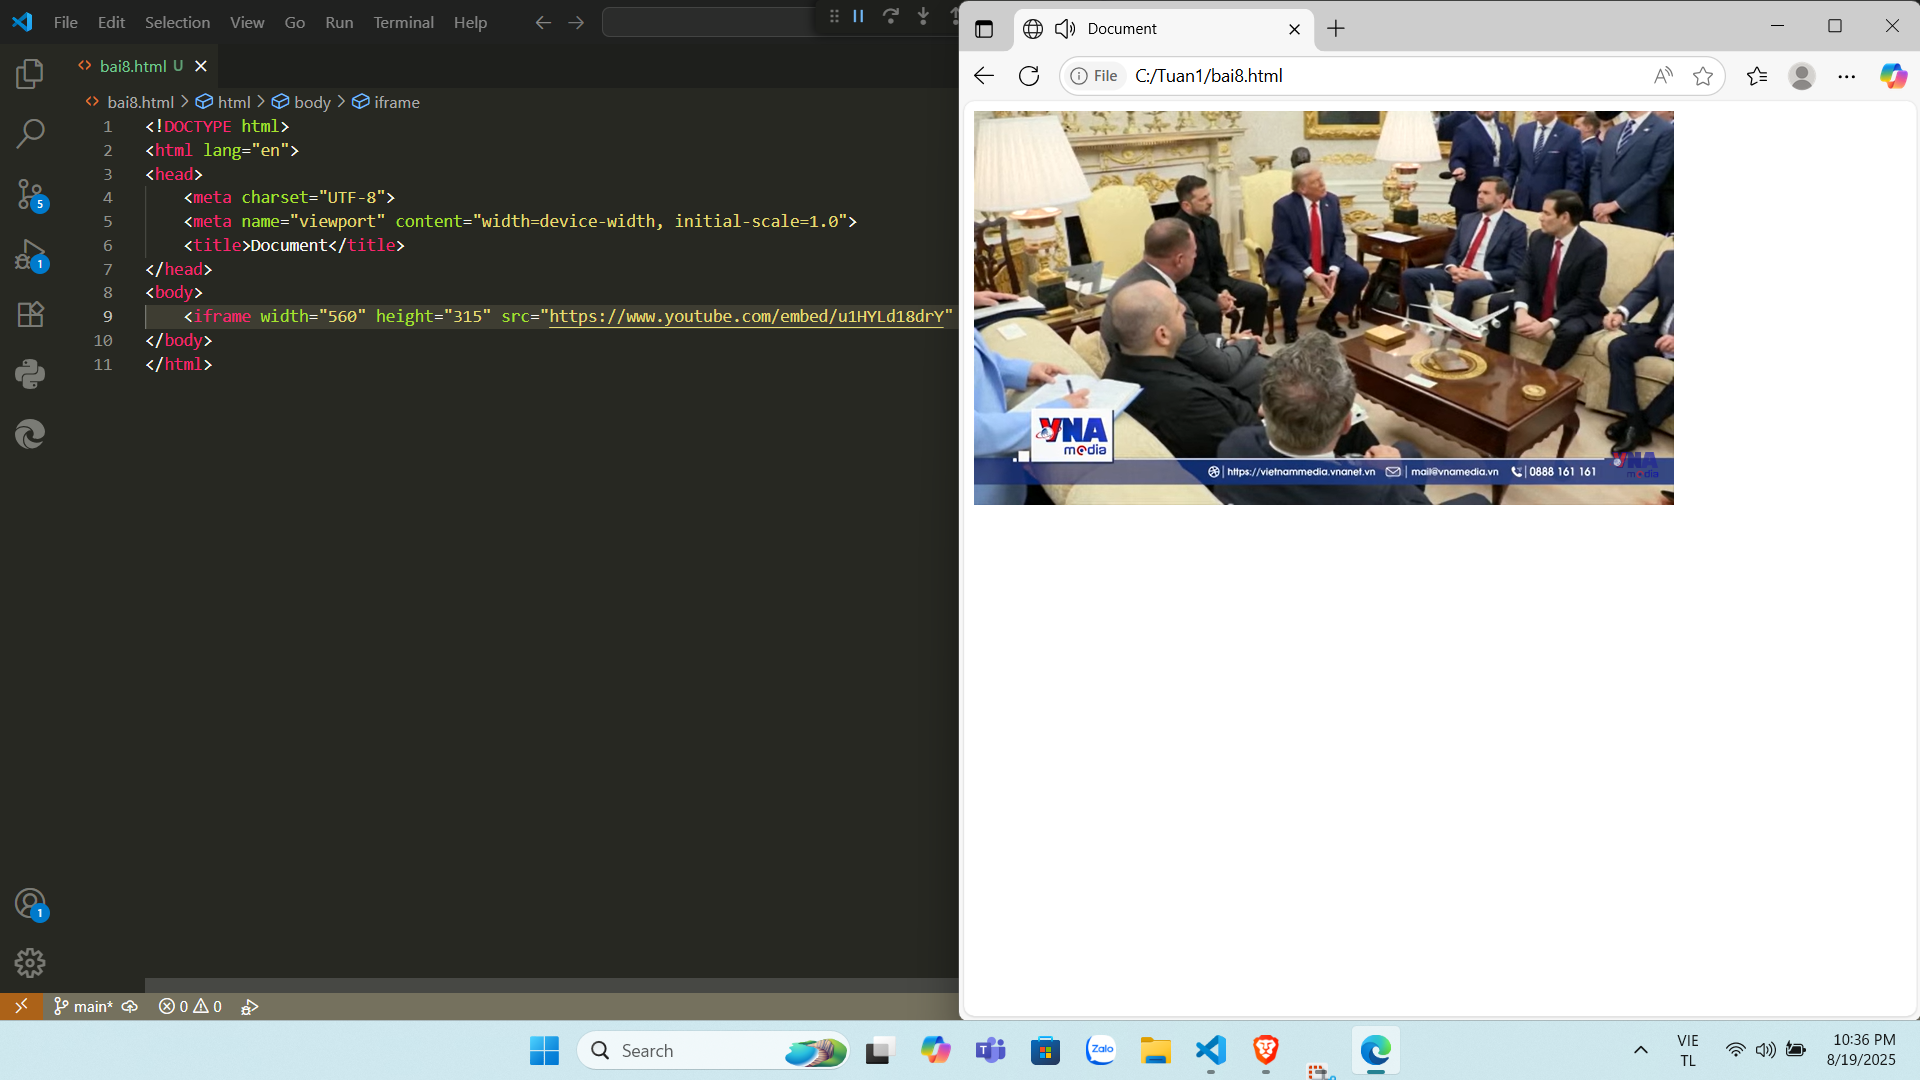 File Edit Selection View Go Run Terminal Help
bai8.html U
bai8.html html body iframe
1 <!DOCTYPE html>
2 <html lang="en">
3 <head>
4 <meta charset="UTF-8">
5 <meta name="viewport" content="width=device-width, initial-scale=1.0">
6 <title>Document</title>
7 </head>
8 <body>
9 <iframe width="560" height="315" src="https://www.youtube.com/embed/u1HYLd18drY"
10 </body>
11 </html>
5
1
1
main* 0 0
Document
File C:/Tuan1/bai8.html
VNA
media
https://vietnammedia.vnanet.vn mail@vnamedia.vn 0888 161 161
VNA
media
Search
Zalo
VIE
TL
10:36 PM
8/19/2025